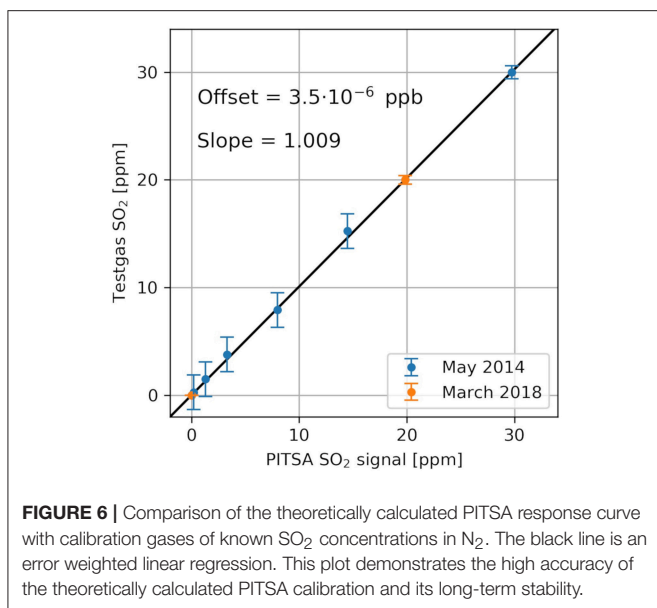 Offset = 3.5·10⁻⁶ ppb
Slope = 1.009
Testgas SO₂ [ppm]
30
20
10
0
May 2014
March 2018
0 10 20 30
PITSA SO₂ signal [ppm]
FIGURE 6 | Comparison of the theoretically calculated PITSA response curve
with calibration gases of known SO₂ concentrations in N₂. The black line is an
error weighted linear regression. This plot demonstrates the high accuracy of
the theoretically calculated PITSA calibration and its long-term stability.